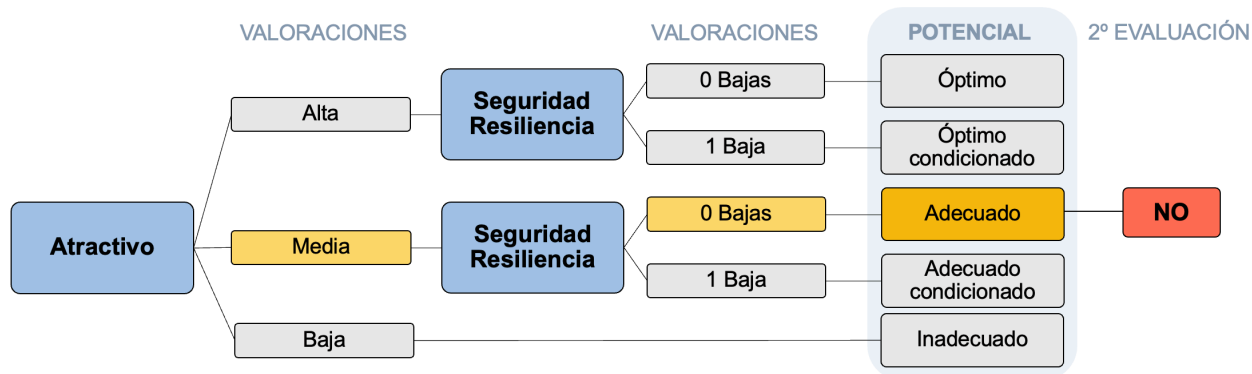 VALORACIONES
VALORACIONES
POTENCIAL
2º EVALUACIÓN
Atractivo
Alta
Seguridad
Resiliencia
0 Bajas
Óptimo
1 Baja
Óptimo
condicionado
Media
Seguridad
Resiliencia
0 Bajas
Adecuado
NO
1 Baja
Adecuado
condicionado
Baja
Inadecuado